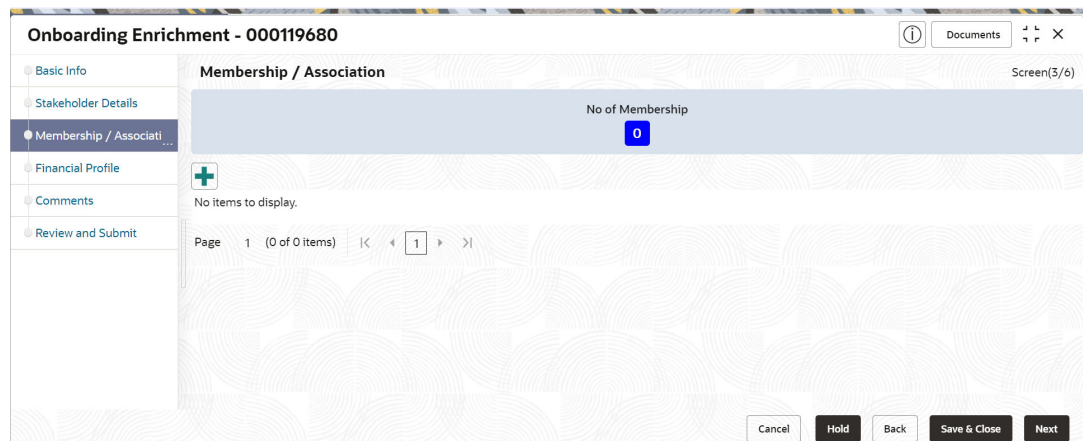 Onboarding Enrichment - 000119680
Documents
Basic Info
Stakeholder Details
Membership / Associati...
Financial Profile
Comments
Review and Submit
Membership / Association
Screen(3/6)
No of Membership
0
No items to display.
Page 1 (0 of 0 items) 1
Cancel Hold Back Save & Close Next